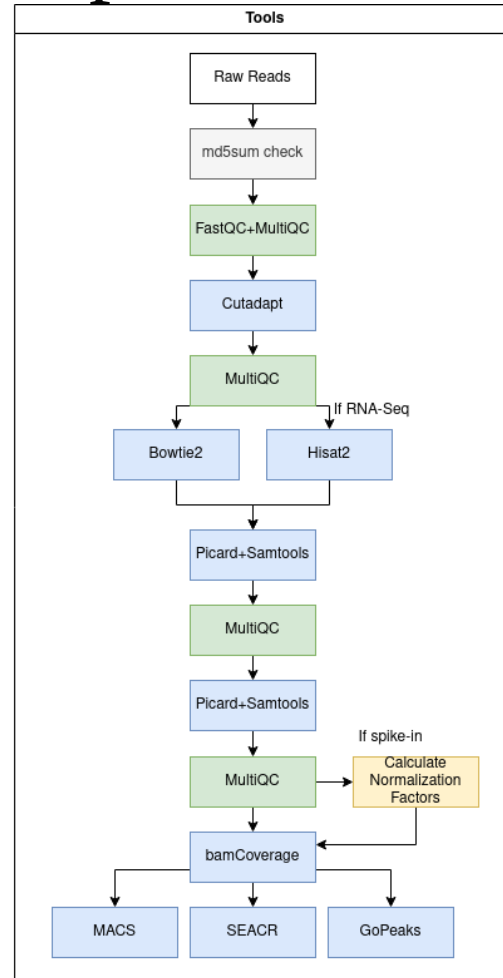 Tools
Raw Reads
md5sum check
FastQC+MultiQC
Cutadapt
MultiQC
If RNA-Seq
Bowtie2
Hisat2
Picard+Samtools
MultiQC
Picard+Samtools
If spike-in
MultiQC
Calculate
Normalization
Factors
bamCoverage
MACS
SEACR
GoPeaks